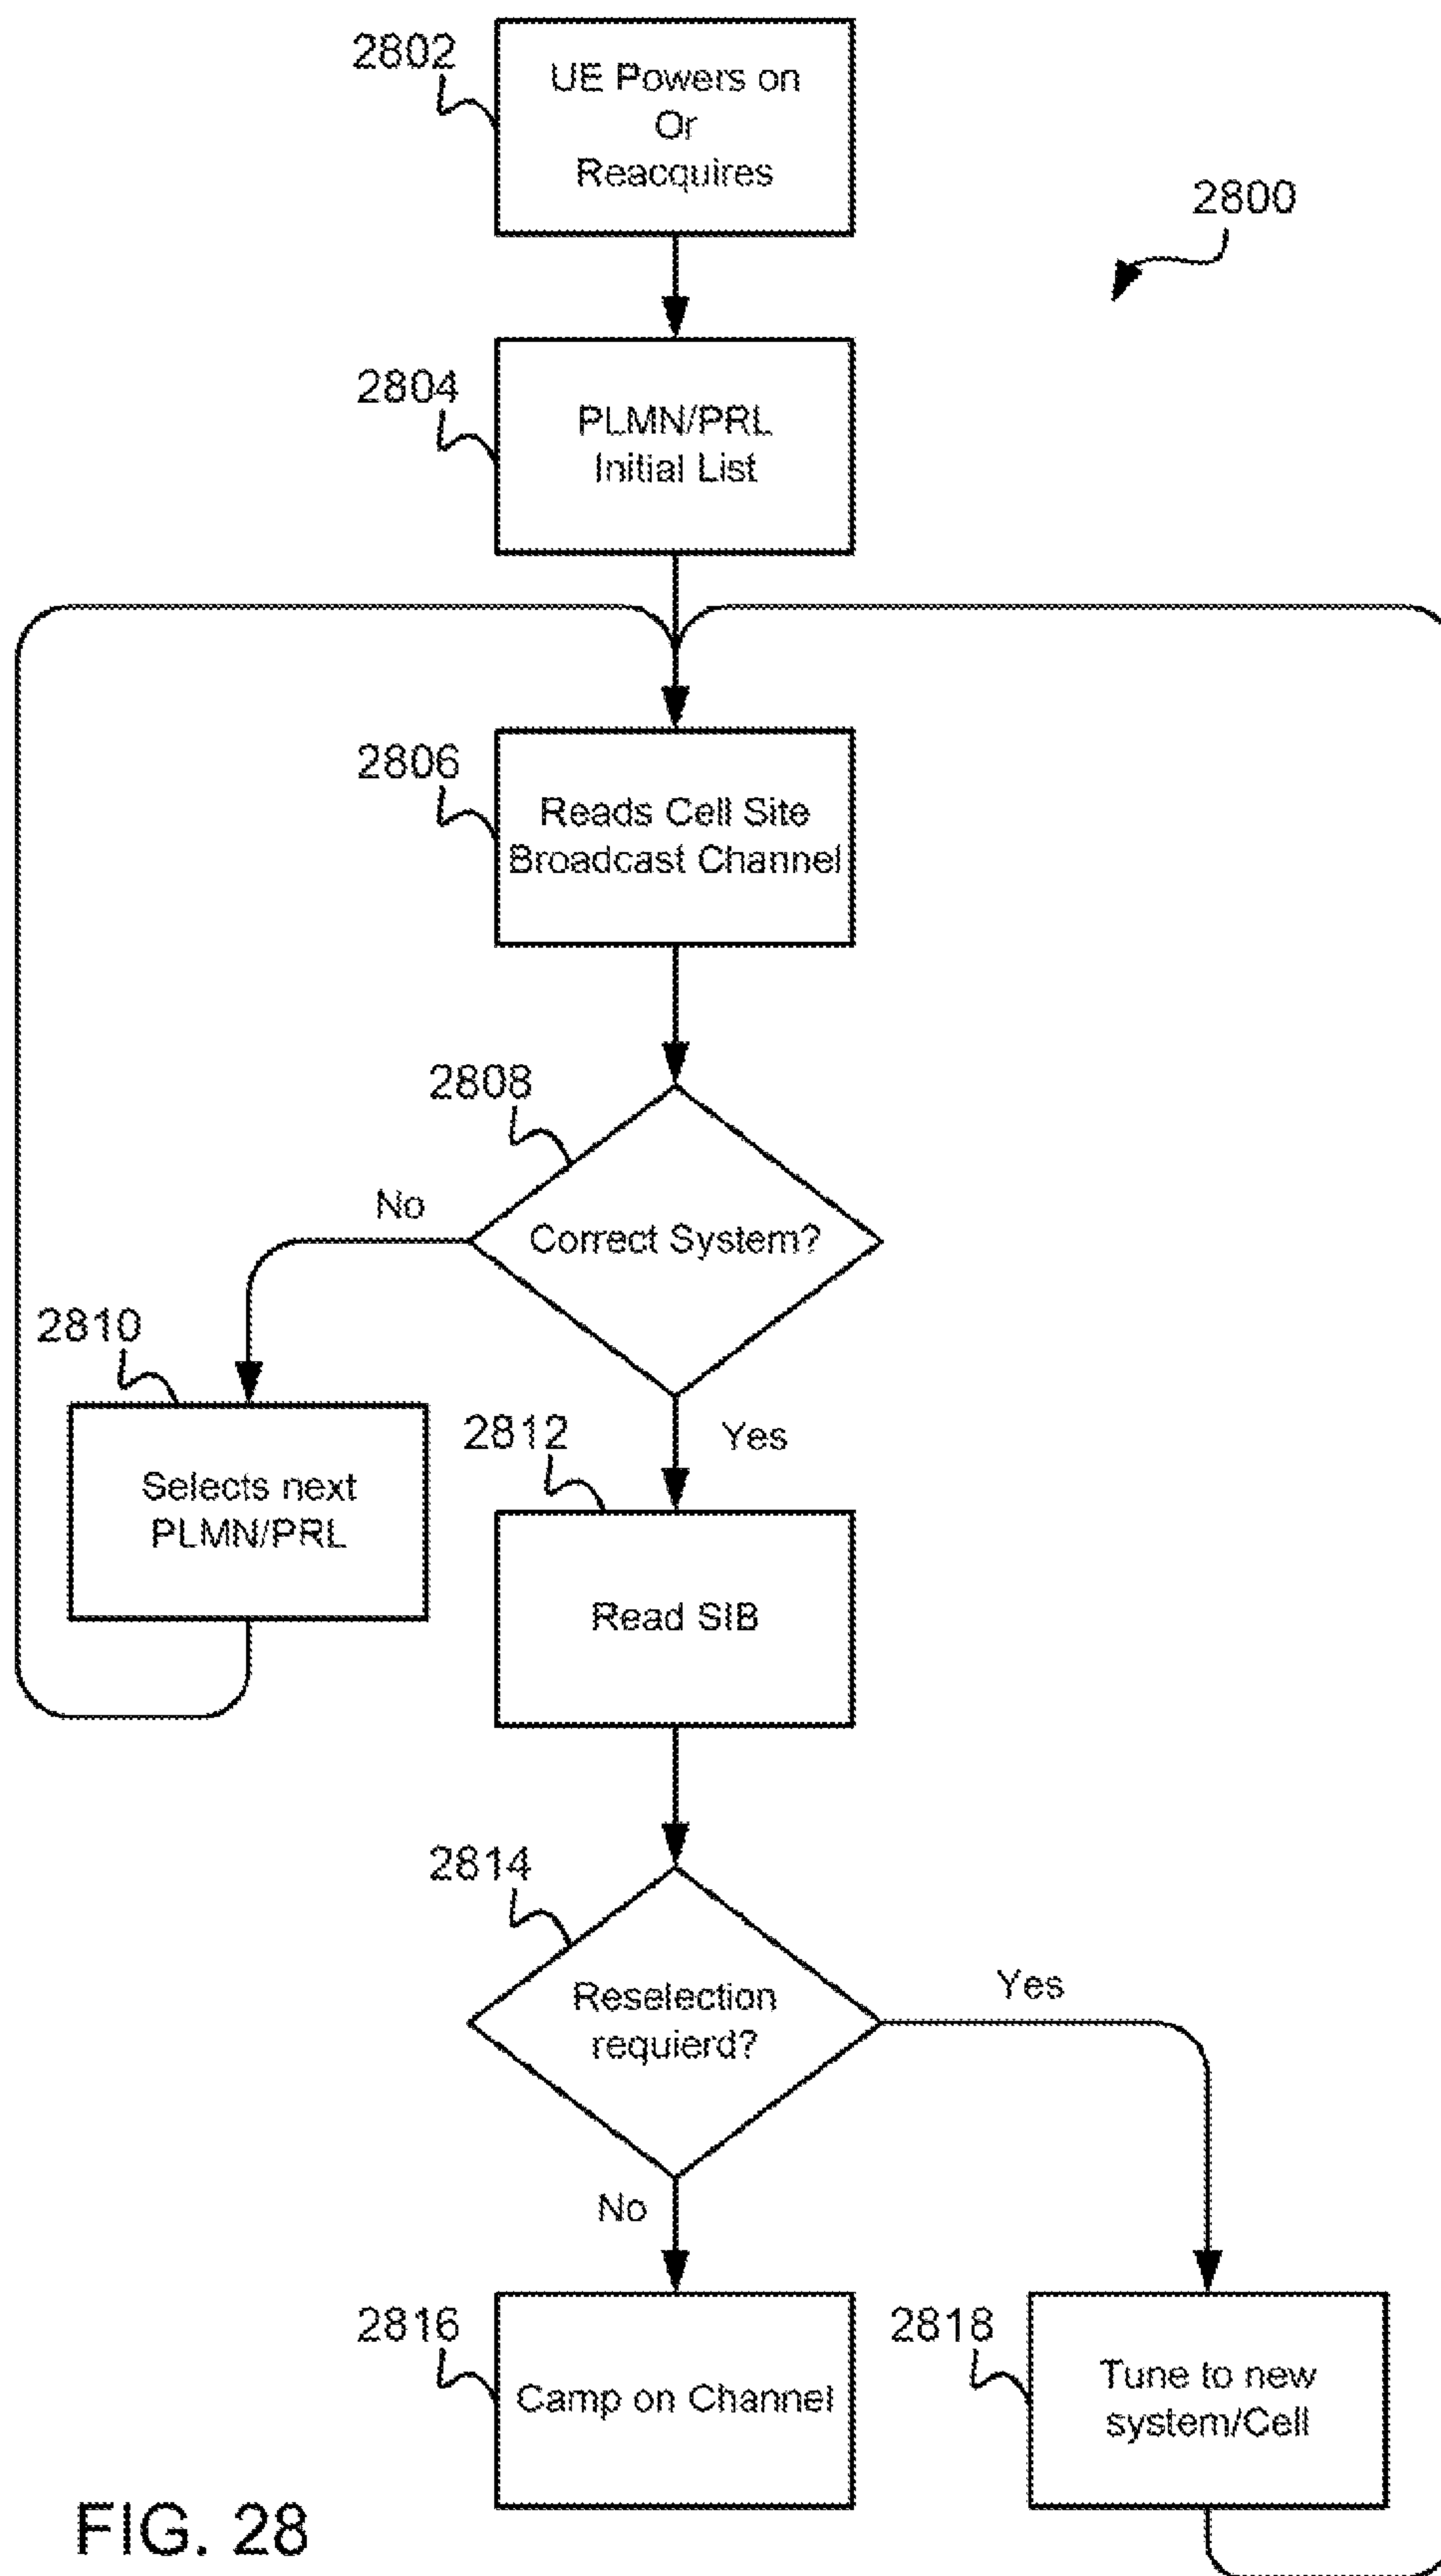 2802
UE Powers on
Or
Reacquires
2800
2804
PLMN/PRL
Initial List
2806
Reads Cell Site
Broadcast Channel
2808
No
Correct System?
2810
Selects next
PLMN/PRL
2812
Yes
Read SIB
2814
Reselection
requierd?
Yes
No
2816
Camp on Channel
2818
Tune to new
system/Cell
FIG. 28